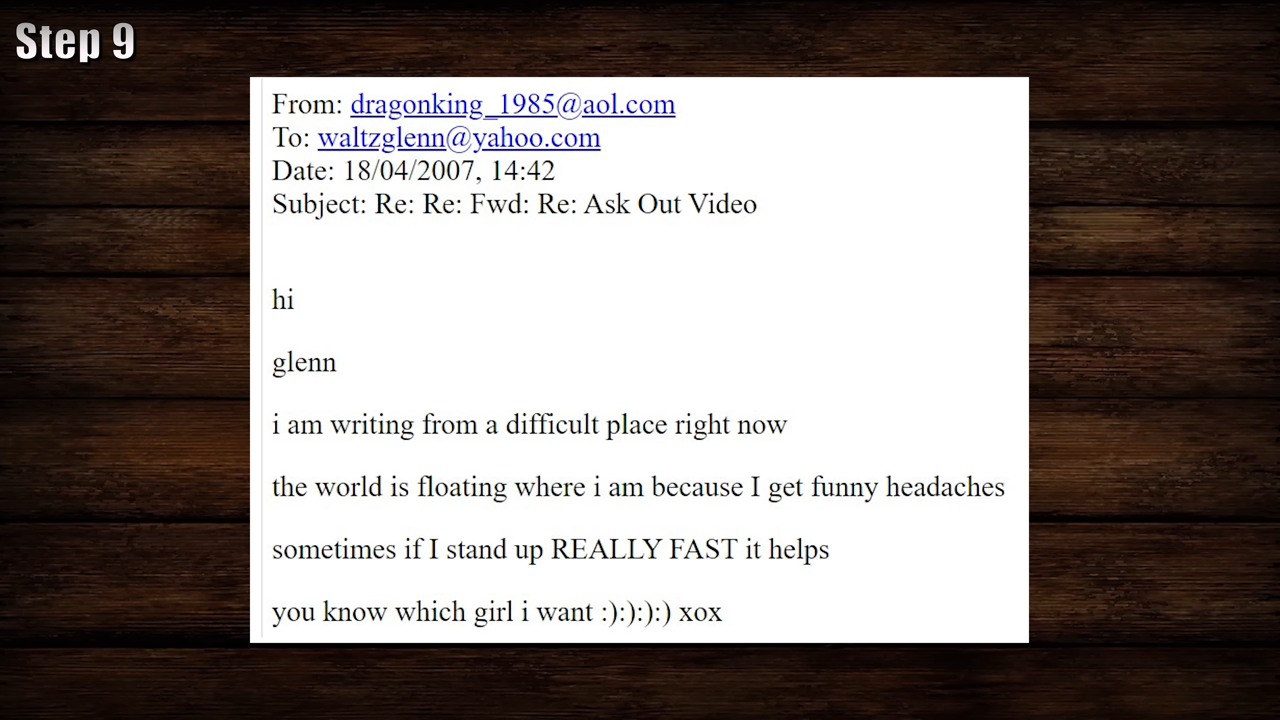 Step 9
From: dragonking_1985@aol.com
To: waltzglenn@yahoo.com
Date: 18/04/2007, 14:42
Subject: Re: Re: Fwd: Re: Ask Out Video
hi
glenn
i am writing from a difficult place right now
the world is floating where i am because I get funny headaches
sometimes if I stand up REALLY FAST it helps
you know which girl i want :):):):) xox